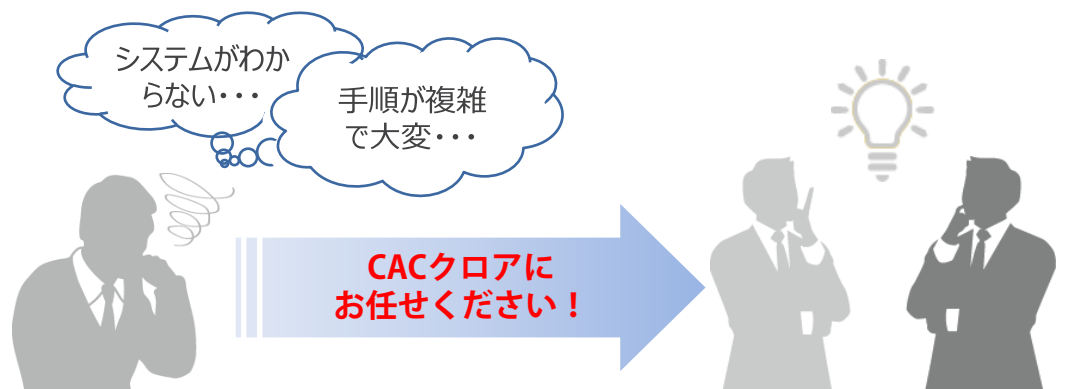 システムがわか
らない・・・
手順が複雑
で大変・・・
CACクロアに
お任せください！